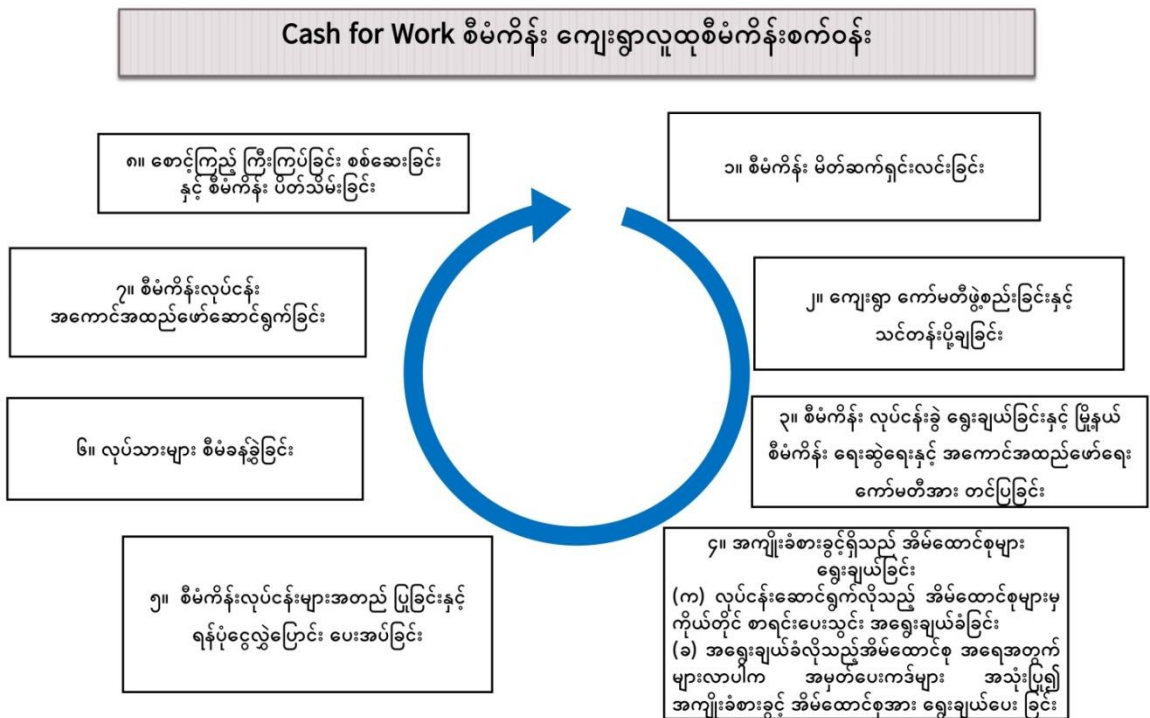 Cash for Work စီမံကိန်း ကျေးရွာလူထုစီမံကိန်းစက်ဝန်း
၁။ စီမံကိန်း မိတ်ဆက်ရှင်းလင်းခြင်း
၂။ ကျေးရွာ ကော်မတီဖွဲ့စည်းခြင်းနှင့်
သင်တန်းပို့ချခြင်း
၃။ စီမံကိန်း လုပ်ငန်းခွဲ ရွေးချယ်ခြင်းနှင့် မြို့နယ်
စီမံကိန်း ရေးဆွဲရေးနှင့် အကောင်အထည်ဖော်ရေး
ကော်မတီအား တင်ပြခြင်း
၄။ အကျိုးခံစားခွင့်ရှိသည် အိမ်ထောင်စုများ
ရွေးချယ်ခြင်း
(က) လုပ်ငန်းဆောင်ရွက်လိုသည့် အိမ်ထောင်စုများမှ
ကိုယ်တိုင် စာရင်းပေးသွင်း အရွေးချယ်ခံခြင်း
(ခ) အရွေးချယ်ခံလိုသည့်အိမ်ထောင်စု အရေအတွက်
များလာပါက အမှတ်ပေးကဒ်များ အသုံးပြု၍
အကျိုးခံစားခွင့် အိမ်ထောင်စုအား ရွေးချယ်ပေး ခြင်း
၅။ စီမံကိန်းလုပ်ငန်းများအတည် ပြုခြင်းနှင့်
ရန်ပုံငွေလွှဲပြောင်း ပေးအပ်ခြင်း
၆။ လုပ်သားများ စီမံခန့်ခွဲခြင်း
၇။ စီမံကိန်းလုပ်ငန်း
အကောင်အထည်ဖော်ဆောင်ရွက်ခြင်း
၈။ စောင့်ကြည့် ကြီးကြပ်ခြင်း စစ်ဆေးခြင်း
နှင့် စီမံကိန်း ပိတ်သိမ်းခြင်း